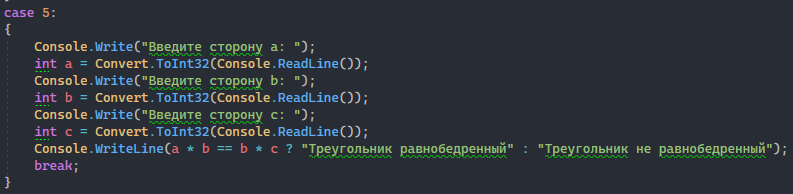 case 5:
{
Console.Write("Введите сторону a: ");
int a = Convert.ToInt32(Console.ReadLine());
Console.Write("Введите сторону b: ");
int b = Convert.ToInt32(Console.ReadLine());
Console.Write("Введите сторону c: ");
int c = Convert.ToInt32(Console.ReadLine());
Console.WriteLine(a * b == b * c ? "Треугольник равнобедренный" : "Треугольник не равнобедренный");
break;
}